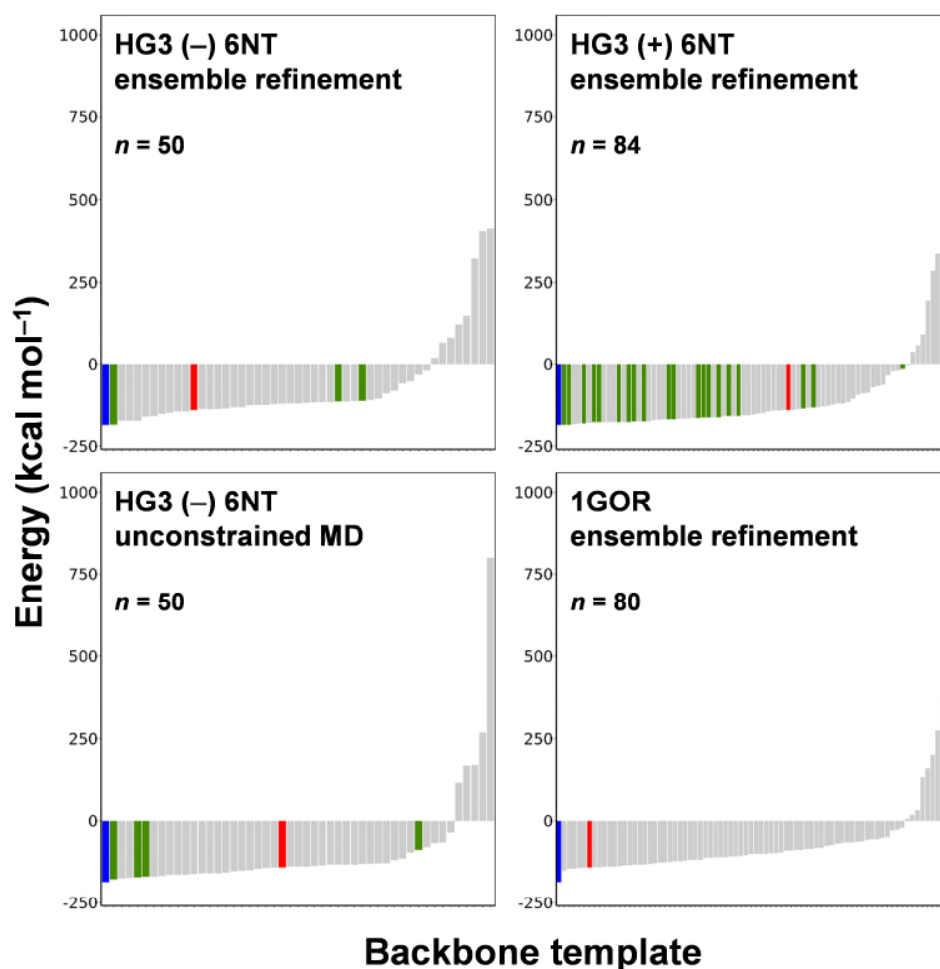 Energy (kcal mol⁻¹)
1000
750
500
250
0
-250
HG3 (–) 6NT
ensemble refinement
n = 50
1000
750
500
250
0
-250
HG3 (+) 6NT
ensemble refinement
n = 84
1000
750
500
250
0
-250
HG3 (–) 6NT
unconstrained MD
n = 50
1000
750
500
250
0
-250
1GOR
ensemble refinement
n = 80
Backbone template